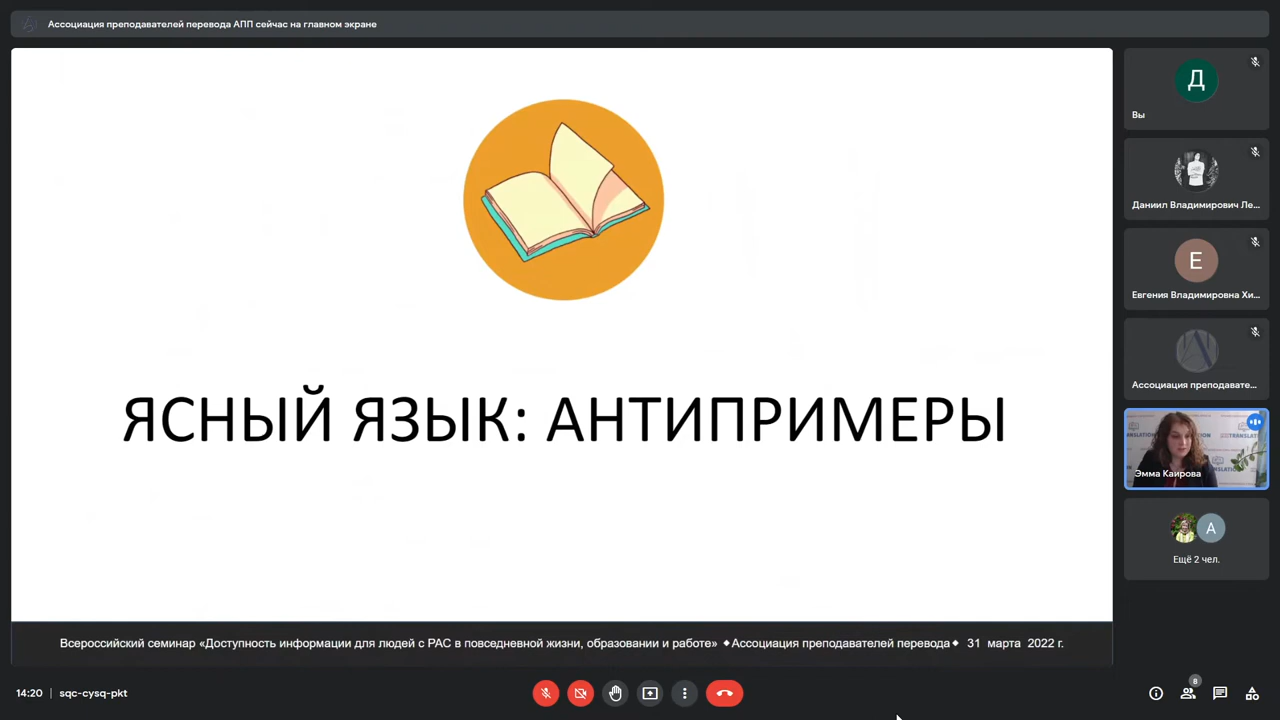 Ассоциация преподавателей перевода АПП сейчас на главном экране
Д
Вы
Даниил Владимирович Ле...
Е
Евгения Владимировна Хи...
Ассоциация преподавате...
Эмма Каирова
А
Ещё 2 чел.
ЯСНЫЙ ЯЗЫК: АНТИПРИМЕРЫ
Всероссийский семинар «Доступность информации для людей с РАС в повседневной жизни, образовании и работе» ◆Ассоциация преподавателей перевода◆ 31 марта 2022 г.
14:20 | sqc-cysq-pkt
8